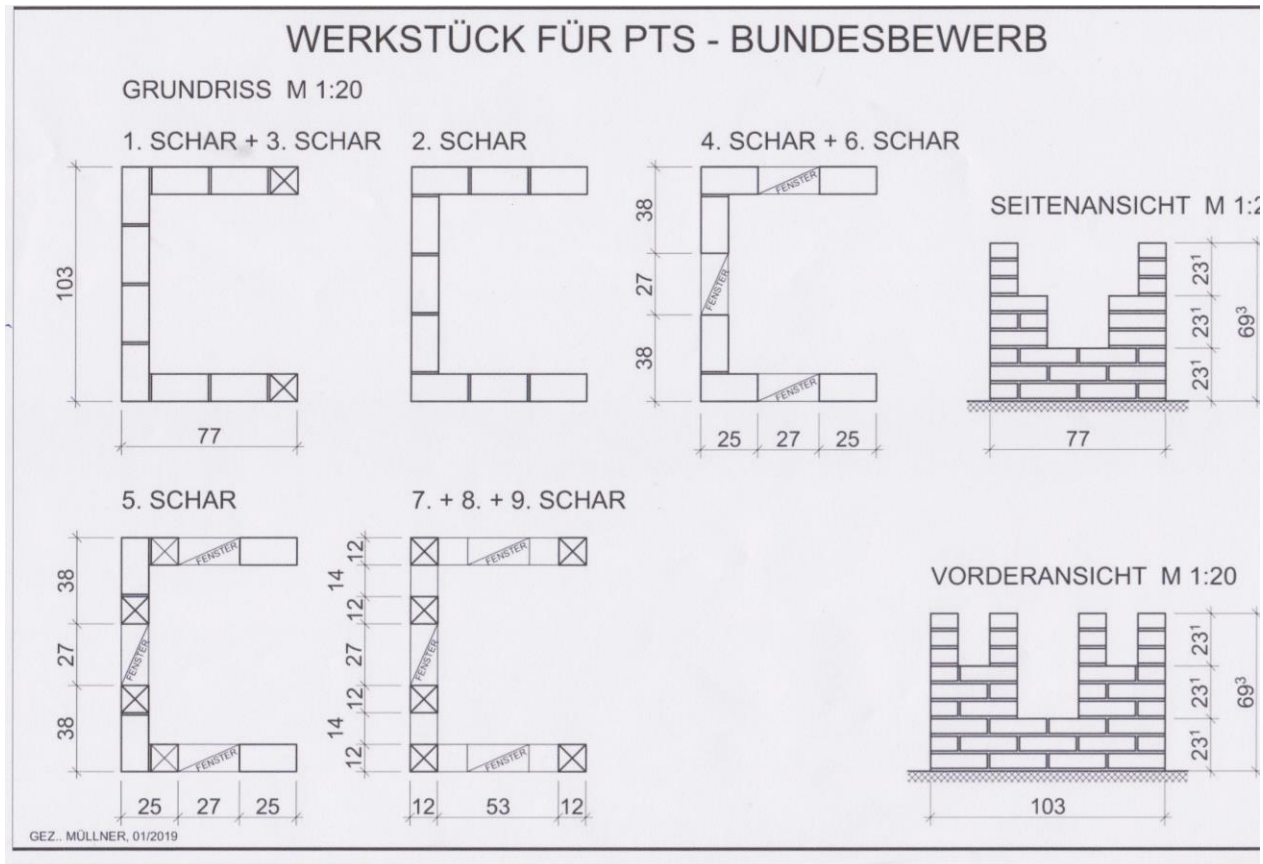 WERKSTÜCK FÜR PTS - BUNDESBEWERB
GRUNDRISS M 1:20
1. SCHAR + 3. SCHAR
103
77
2. SCHAR
4. SCHAR + 6. SCHAR
FENSTER
38
27
38
FENSTER
FENSTER
25 27 25
SEITENANSICHT M 1:2
23¹
23¹
23¹
69³
77
5. SCHAR
FENSTER
38
27
38
FENSTER
FENSTER
25 27 25
7. + 8. + 9. SCHAR
FENSTER
12
14
12
27
12
14
12
FENSTER
FENSTER
12 53 12
VORDERANSICHT M 1:20
23¹
23¹
23¹
69³
103
GEZ.. MÜLLNER, 01/2019